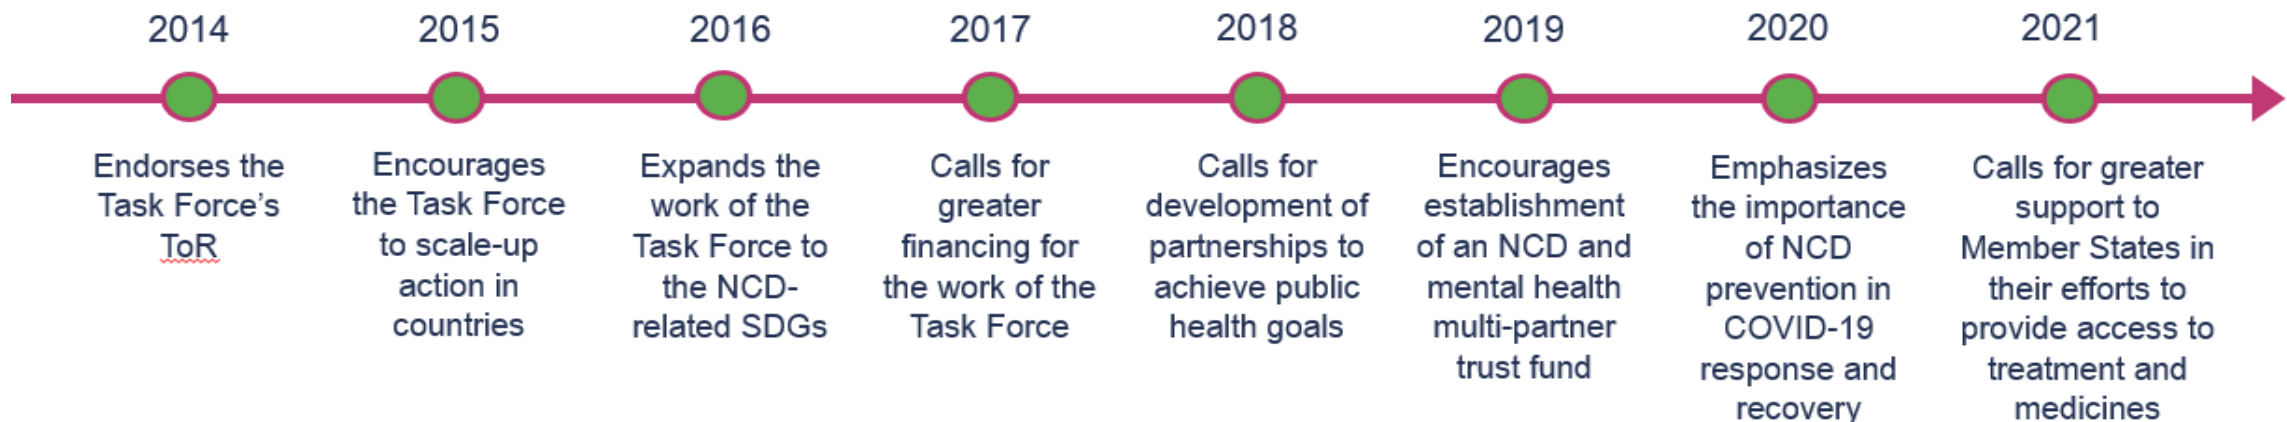 2014
Endorses the
Task Force's
ToR
2015
Encourages
the Task Force
to scale-up
action in
countries
2016
Expands the
work of the
Task Force to
the NCD-
related SDGs
2017
Calls for
greater
financing for
the work of the
Task Force
2018
Calls for
development of
partnerships to
achieve public
health goals
2019
Encourages
establishment
of an NCD and
mental health
multi-partner
trust fund
2020
Emphasizes
the importance
of NCD
prevention in
COVID-19
response and
recovery
2021
Calls for greater
support to
Member States in
their efforts to
provide access to
treatment and
medicines